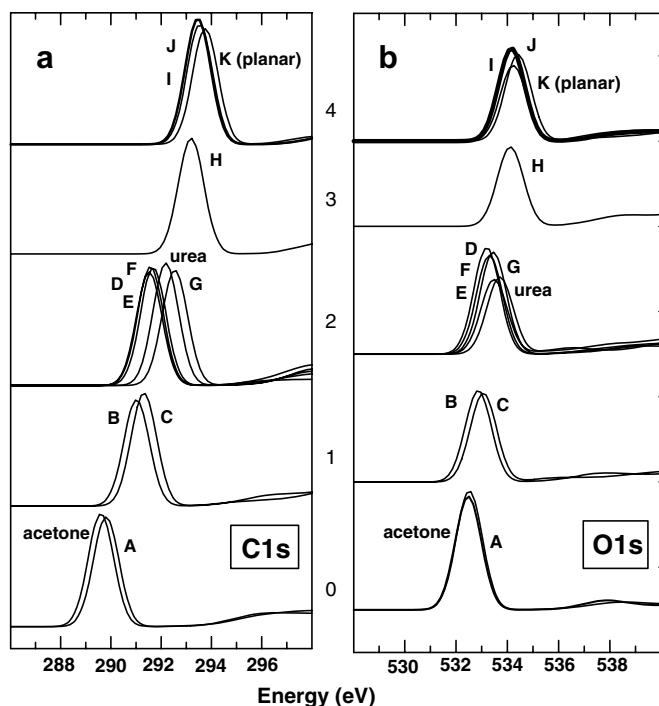 a
J
K (planar)
I
4
H
3
urea
F
D
G
E
2
B
C
1
acetone
A
C1s
0
288 290 292 294 296
b
J
I
K (planar)
H
D
F
G
E
urea
B
C
acetone
A
O1s
530 532 534 536 538
Energy (eV)